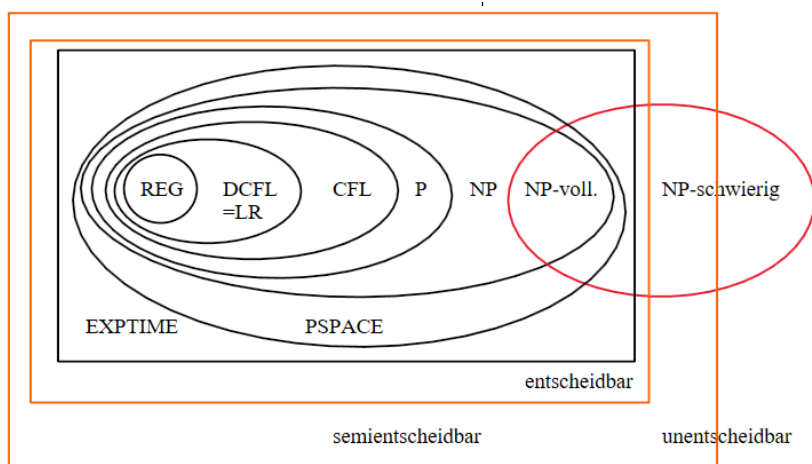 REG
DCFL
=LR
CFL
P
NP
NP-voll.
NP-schwierig
EXPTIME
PSPACE
entscheidbar
semientscheidbar
unentscheidbar